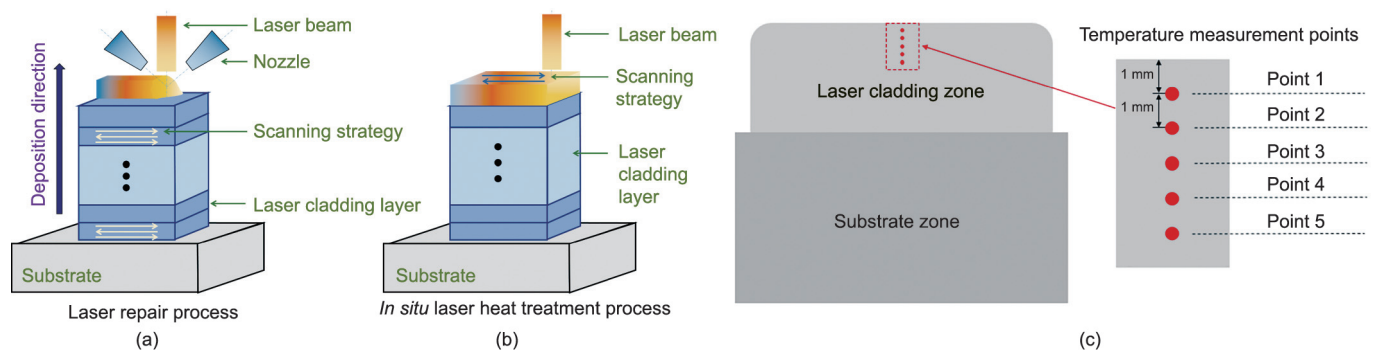 Laser beam
Nozzle
Deposition direction
Scanning strategy
Laser cladding layer
Substrate
Laser repair process
(a)
Laser beam
Scanning
strategy
Laser
cladding
layer
Substrate
In situ laser heat treatment process
(b)
Laser cladding zone
Substrate zone
Temperature measurement points
1 mm
1 mm
Point 1
Point 2
Point 3
Point 4
Point 5
(c)